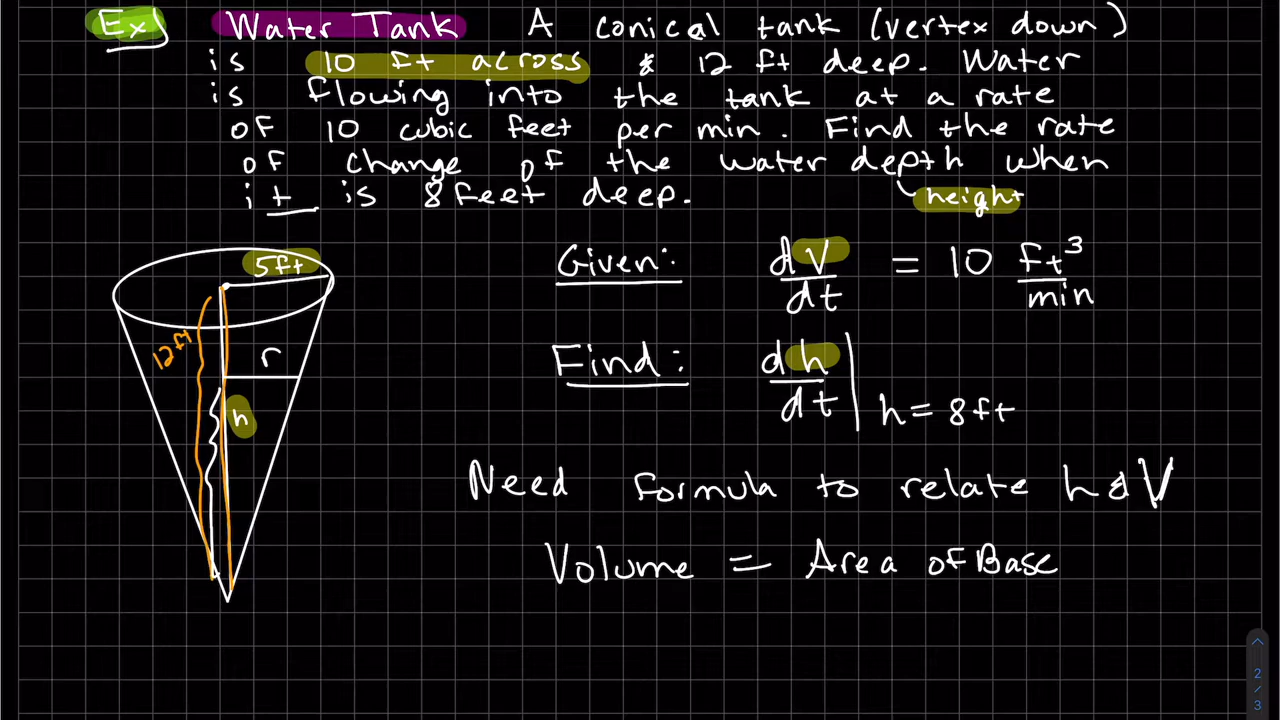 Ex) Water Tank A conical tank (vertex down)
is 10 ft across & 12 ft deep. Water
is flowing into the tank at a rate
of 10 cubic feet per min. Find the rate
of change of the water depth when
it is 8 feet deep.
height
5ft
12ft
r
h
Given: dV/dt = 10 ft³/min
Find: dh/dt | h = 8ft
Need formula to relate h & V
Volume = Area of Base
2
/
3